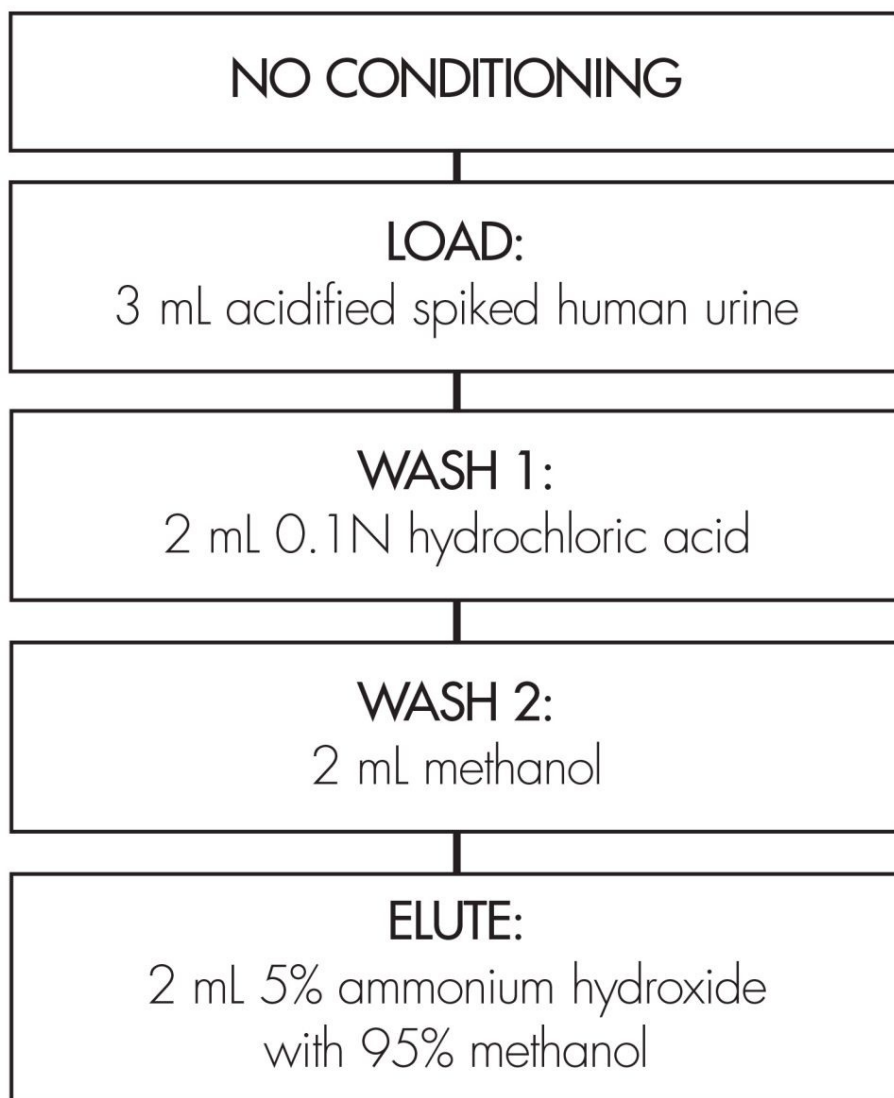 NO CONDITIONING
LOAD:
3 mL acidified spiked human urine
WASH 1:
2 mL 0.1N hydrochloric acid
WASH 2:
2 mL methanol
ELUTE:
2 mL 5% ammonium hydroxide
with 95% methanol